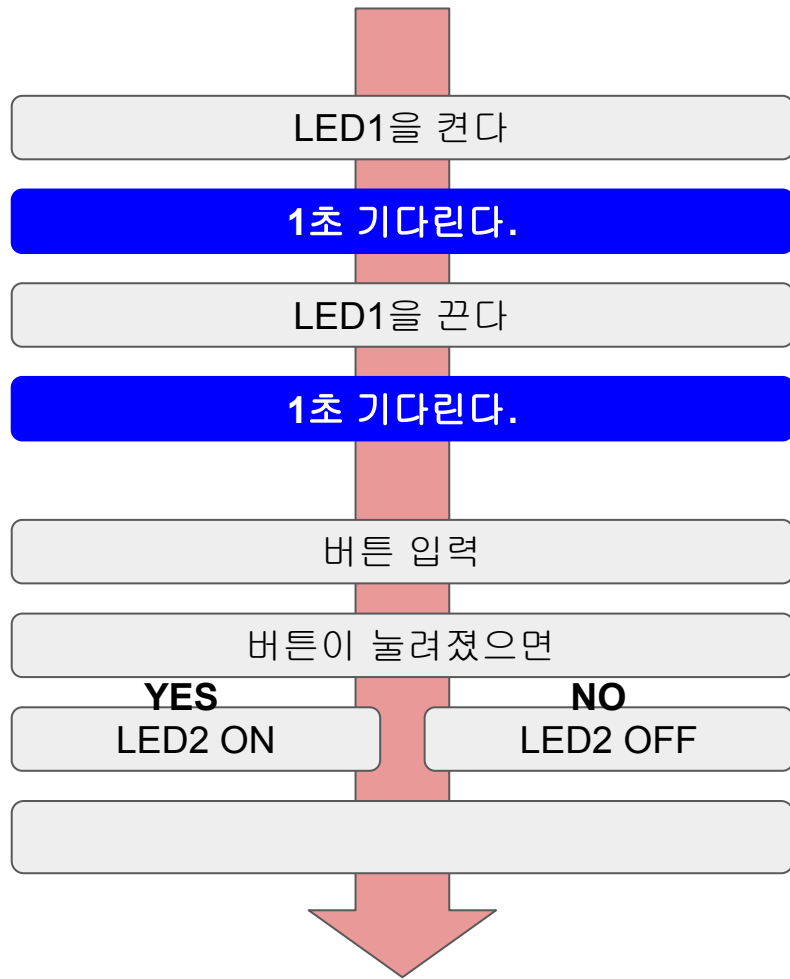 LED1을 켠다
1초 기다린다.
LED1을 끈다
1초 기다린다.
버튼 입력
버튼이 눌려졌으면
YES
NO
LED2 ON
LED2 OFF